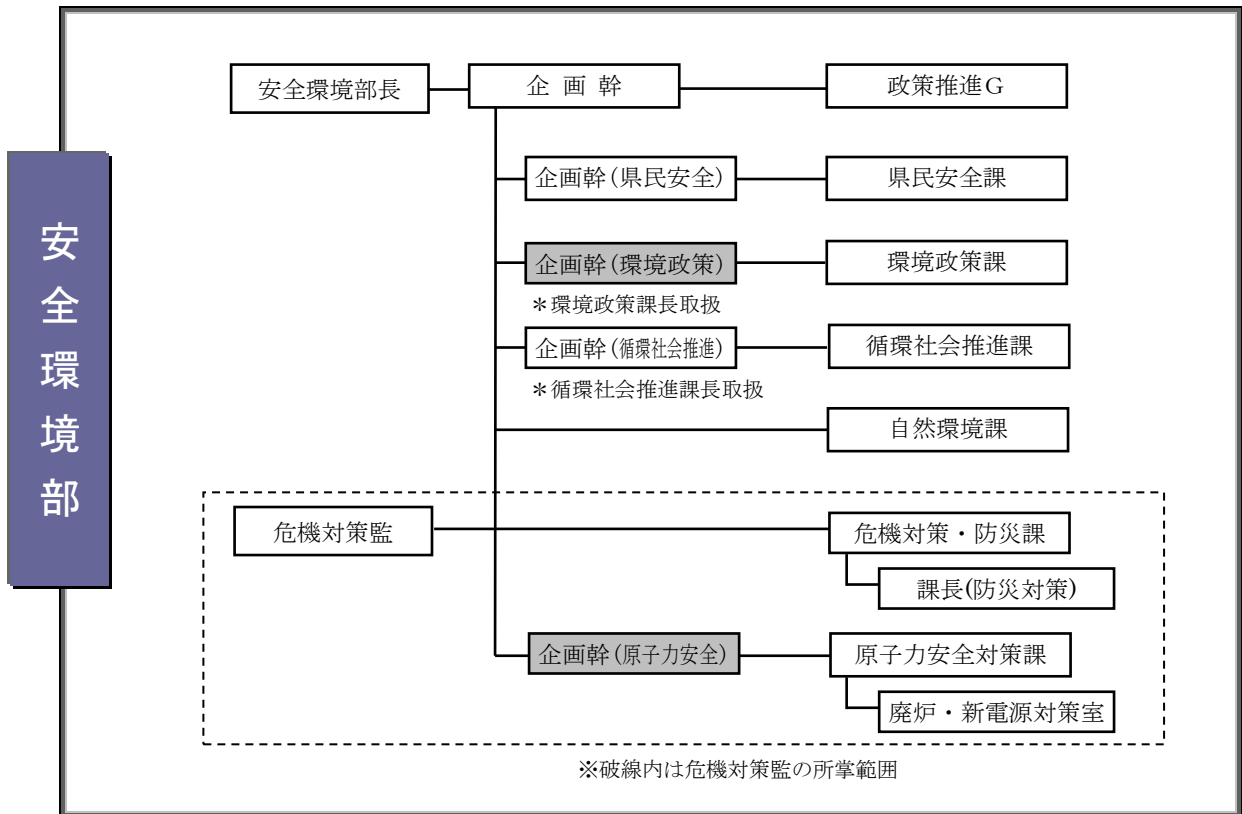 安全環境部
安全環境部長
企画幹
政策推進G
企画幹(県民安全)
県民安全課
企画幹(環境政策)
環境政策課
＊環境政策課長取扱
企画幹(循環社会推進)
循環社会推進課
＊循環社会推進課長取扱
自然環境課
危機対策監
危機対策・防災課
課長(防災対策)
企画幹(原子力安全)
原子力安全対策課
廃炉・新電源対策室
※破線内は危機対策監の所掌範囲